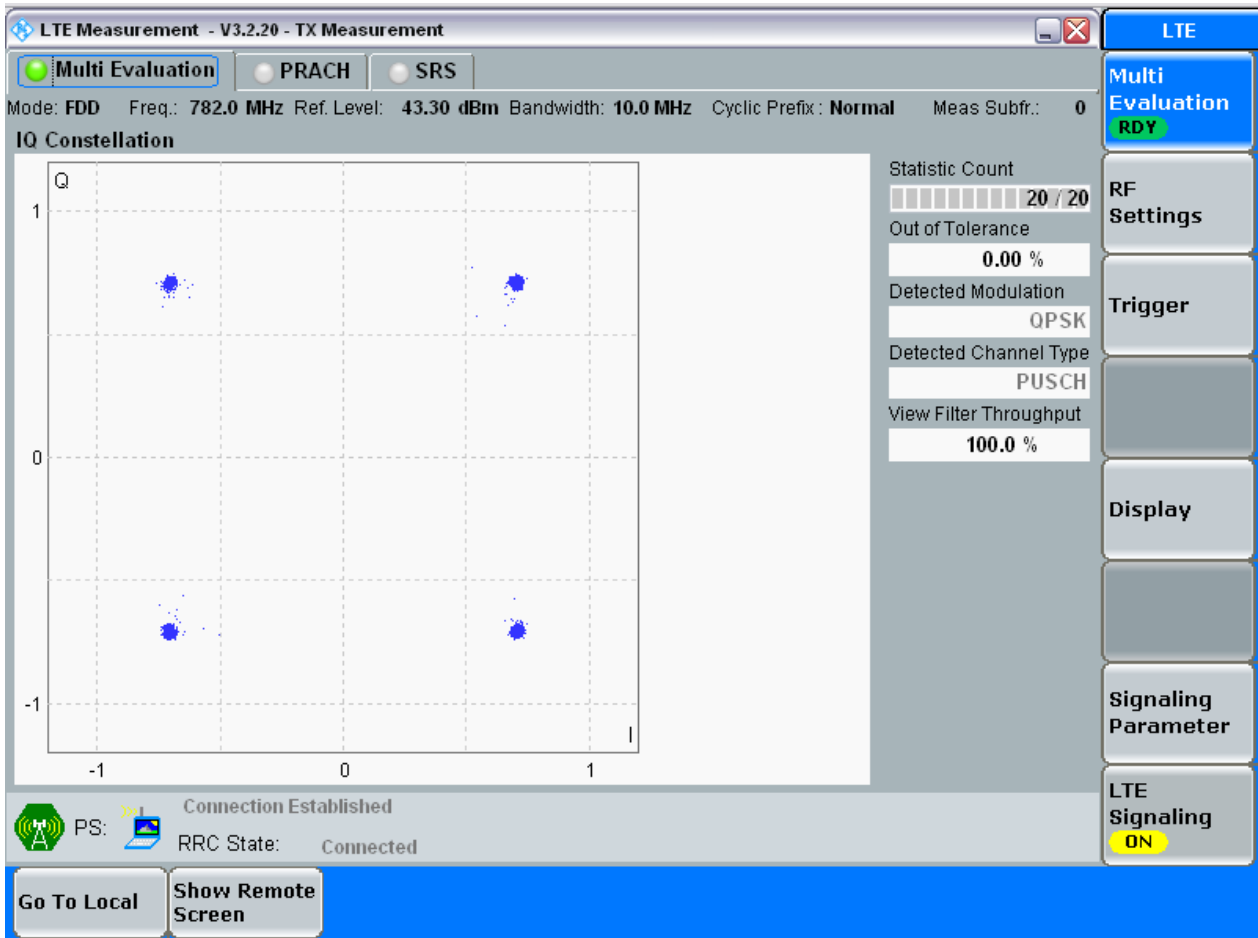 LTE Measurement - V3.2.20 - TX Measurement
LTE
Multi Evaluation PRACH SRS
Mode: FDD Freq.: 782.0 MHz Ref. Level: 43.30 dBm Bandwidth: 10.0 MHz Cyclic Prefix : Normal Meas Subfr.: 0
IQ Constellation
Q
1
0
-1
I
-1 0 1
Statistic Count
20 / 20
Out of Tolerance
0.00 %
Detected Modulation
QPSK
Detected Channel Type
PUSCH
View Filter Throughput
100.0 %
Multi
Evaluation
RDY
RF
Settings
Trigger
Display
Signaling
Parameter
LTE
Signaling
ON
PS:
Connection Established
RRC State: Connected
Go To Local
Show Remote
Screen